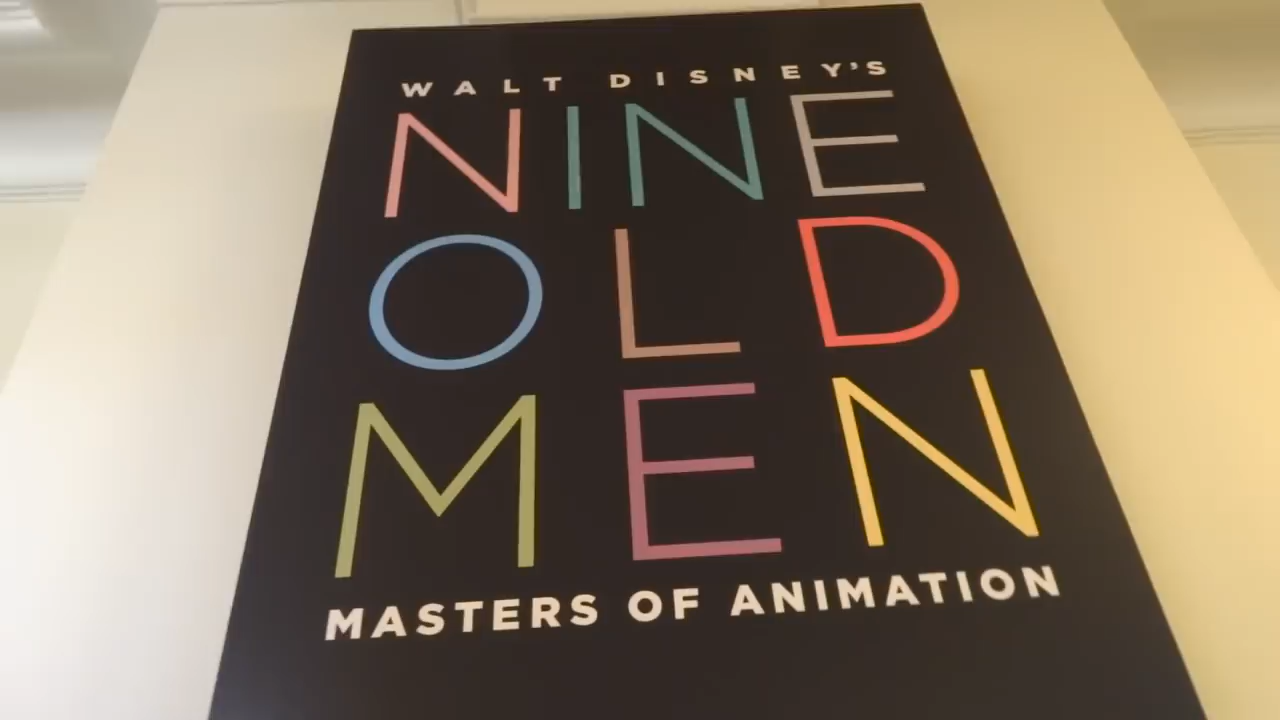 WALT DISNEY'S
NINE
OLD
MEN
MASTERS OF ANIMATION